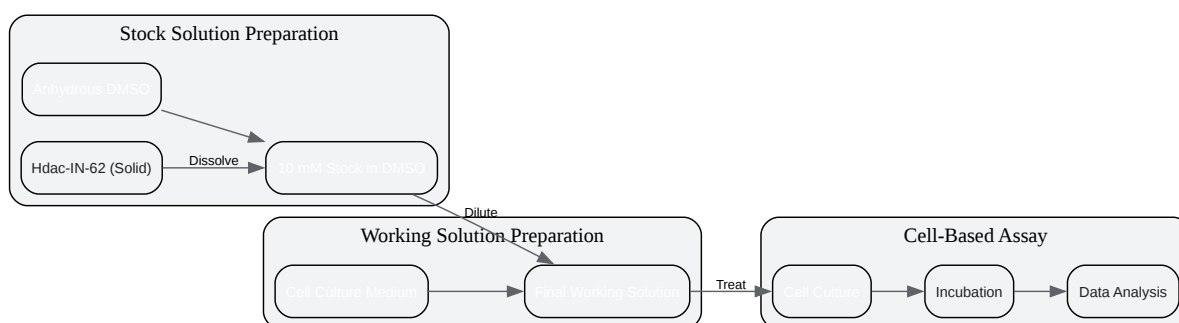 Stock Solution Preparation
Anhydrous DMSO
Hdac-IN-62 (Solid)
Dissolve
10 mM Stock in DMSO
Dilute
Working Solution Preparation
Cell Culture Medium
Final Working Solution
Treat
Cell-Based Assay
Cell Culture
Incubation
Data Analysis